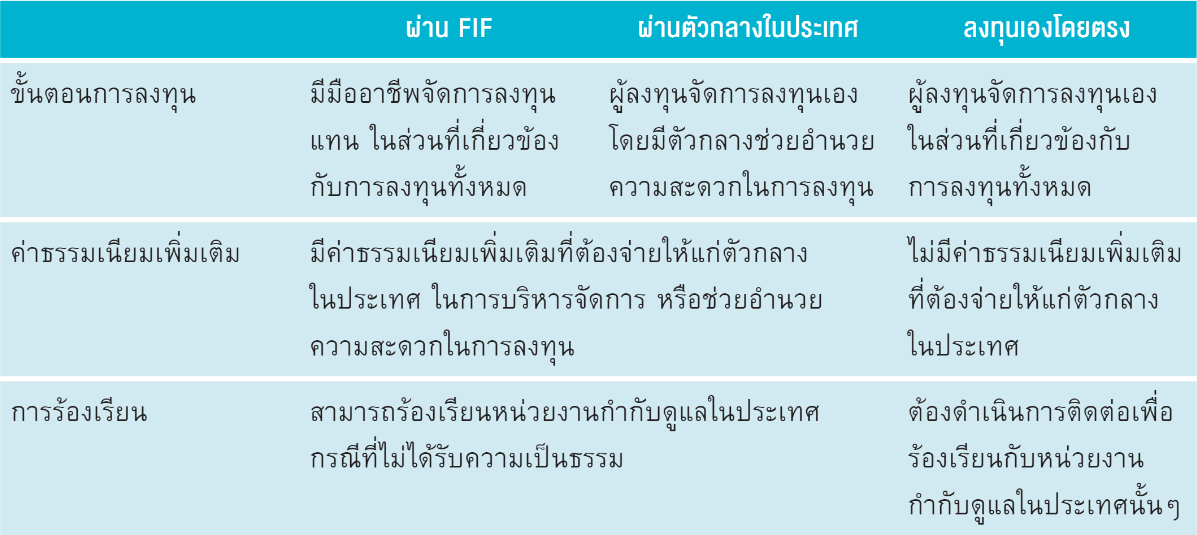 ผ่าน FIF ผ่านตัวกลางในประเทศ ลงทุนเองโดยตรง
ขั้นตอนการลงทุน มีมืออาชีพจัดการลงทุน ผู้ลงทุนจัดการลงทุนเอง ผู้ลงทุนจัดการลงทุนเอง
แทน ในส่วนที่เกี่ยวข้อง โดยมีตัวกลางช่วยอำนวย ในส่วนที่เกี่ยวข้องกับ
กับการลงทุนทั้งหมด ความสะดวกในการลงทุน การลงทุนทั้งหมด
ค่าธรรมเนียมเพิ่มเติม มีค่าธรรมเนียมเพิ่มเติมที่ต้องจ่ายให้แก่ตัวกลาง ไม่มีค่าธรรมเนียมเพิ่มเติม
ในประเทศ ในการบริหารจัดการ หรือช่วยอำนวย ที่ต้องจ่ายให้แก่ตัวกลาง
ความสะดวกในการลงทุน ในประเทศ
การร้องเรียน สามารถร้องเรียนหน่วยงานกำกับดูแลในประเทศ ต้องดำเนินการติดต่อเพื่อ
กรณีที่ไม่ได้รับความเป็นธรรม ร้องเรียนกับหน่วยงาน
กำกับดูแลในประเทศนั้นๆ